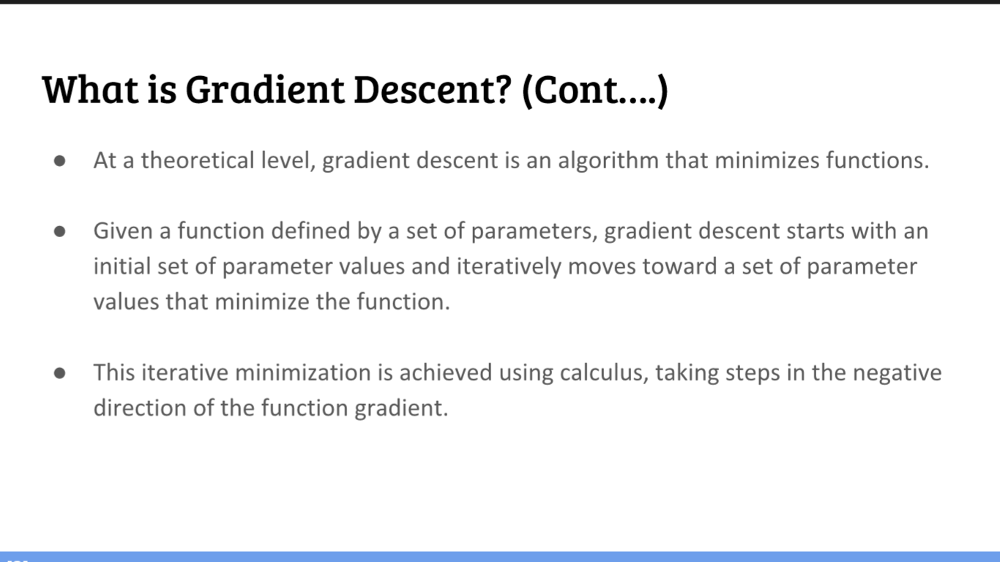 What is Gradient Descent? (Cont....)
● At a theoretical level, gradient descent is an algorithm that minimizes functions.
● Given a function defined by a set of parameters, gradient descent starts with an
initial set of parameter values and iteratively moves toward a set of parameter
values that minimize the function.
● This iterative minimization is achieved using calculus, taking steps in the negative
direction of the function gradient.